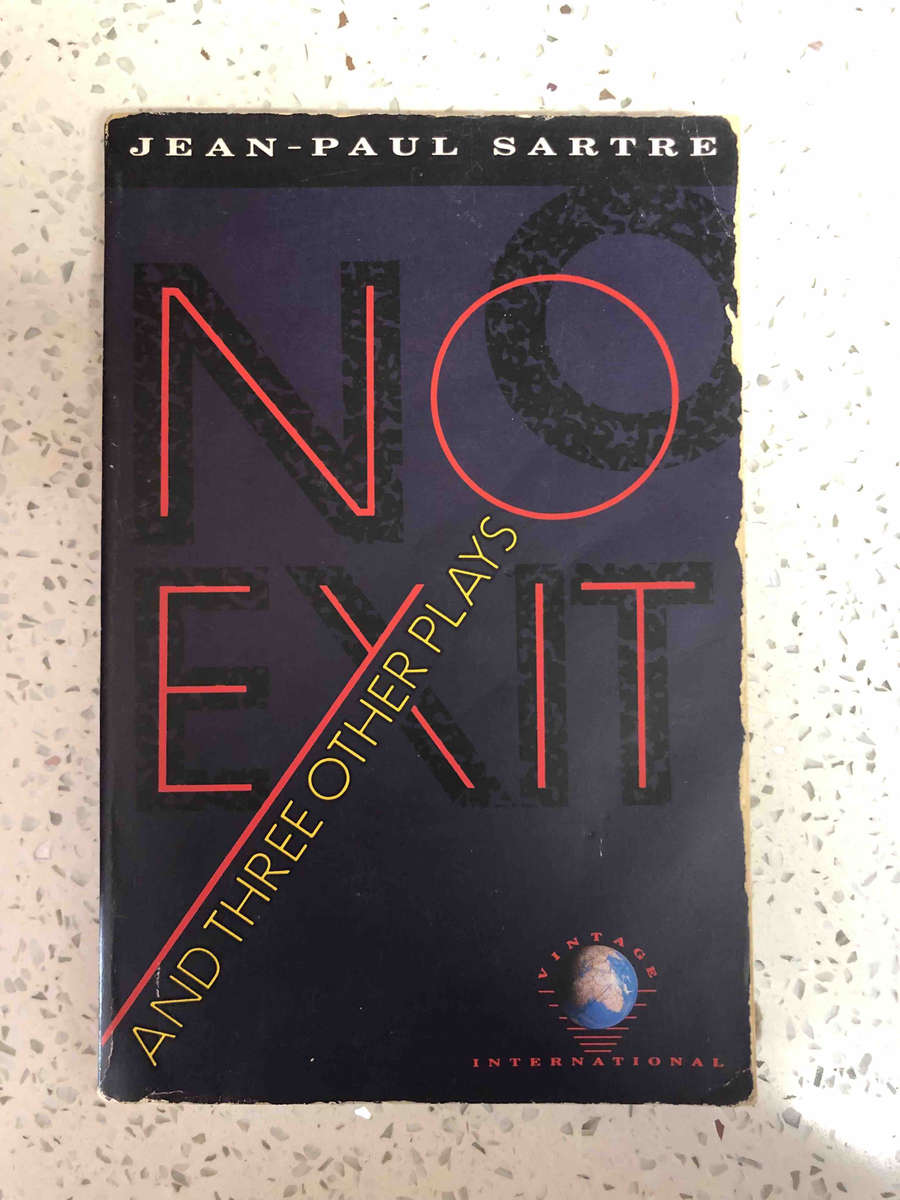 JEAN-PAUL SARTRE
NO
EXIT
AND THREE OTHER PLAYS
VINTAGE
INTERNATIONAL